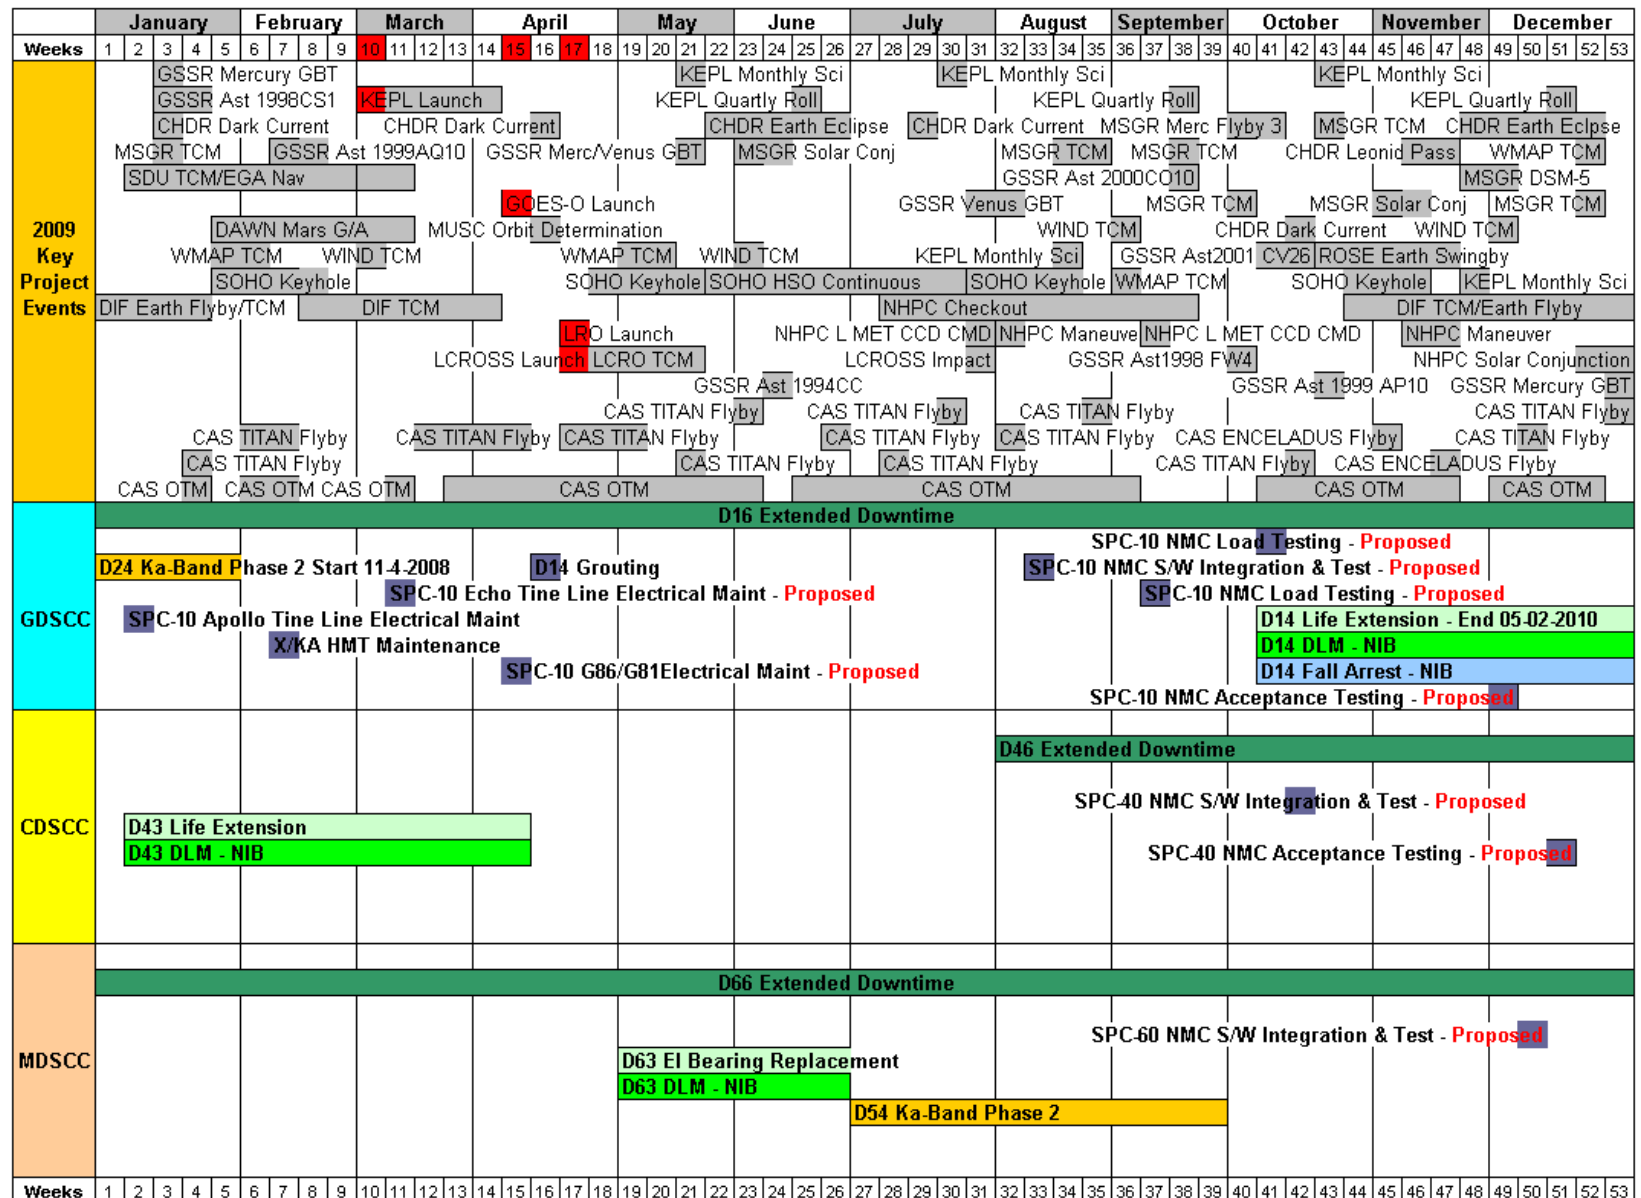 January February March April May June July August September October November December
Weeks 1 2 3 4 5 6 7 8 9 10 11 12 13 14 15 16 17 18 19 20 21 22 23 24 25 26 27 28 29 30 31 32 33 34 35 36 37 38 39 40 41 42 43 44 45 46 47 48 49 50 51 52 53
2009 Key Project Events
GSSR Mercury GBT KEPL Monthly Sci KEPL Monthly Sci KEPL Monthly Sci
GSSR Ast 1998CS1 KEPL Launch KEPL Quartly Roll KEPL Quartly Roll KEPL Quartly Roll
CHDR Dark Current CHDR Dark Current CHDR Earth Eclipse CHDR Dark Current MSGR Merc Flyby 3 MSGR TCM CHDR Earth Eclpse
MSGR TCM GSSR Ast 1999AQ10 GSSR Merc/Venus GBT MSGR Solar Conj MSGR TCM MSGR TCM CHDR Leonid Pass WMAP TCM
SDU TCM/EGA Nav GSSR Ast 2000CO10 MSGR DSM-5
GOES-O Launch GSSR Venus GBT MSGR TCM MSGR Solar Conj MSGR TCM
DAWN Mars G/A MUSC Orbit Determination WIND TCM CHDR Dark Current WIND TCM
WMAP TCM WIND TCM WMAP TCM WIND TCM KEPL Monthly Sci GSSR Ast2001 CV26 ROSE Earth Swingby
SOHO Keyhole SOHO Keyhole SOHO HSO Continuous SOHO Keyhole WMAP TCM SOHO Keyhole KEPL Monthly Sci
DIF Earth Flyby/TCM DIF TCM NHPC Checkout DIF TCM/Earth Flyby
LRO Launch NHPC L MET CCD CMD NHPC Maneuve NHPC L MET CCD CMD NHPC Maneuver
LCROSS Launch LCRO TCM LCROSS Impact GSSR Ast1998 FW4 NHPC Solar Conjunction
GSSR Ast 1994CC GSSR Ast 1999 AP10 GSSR Mercury GBT
CAS TITAN Flyby CAS TITAN Flyby CAS TITAN Flyby CAS TITAN Flyby
CAS TITAN Flyby CAS TITAN Flyby CAS TITAN Flyby CAS TITAN Flyby CAS TITAN Flyby CAS ENCELADUS Flyby CAS TITAN Flyby
CAS TITAN Flyby CAS TITAN Flyby CAS TITAN Flyby CAS TITAN Flyby CAS ENCELADUS Flyby
CAS OTM CAS OTM CAS OTM CAS OTM CAS OTM CAS OTM CAS OTM
GDSCC
D16 Extended Downtime
SPC-10 NMC Load Testing - Proposed
D24 Ka-Band Phase 2 Start 11-4-2008 D14 Grouting SPC-10 NMC S/W Integration & Test - Proposed
SPC-10 Echo Tine Line Electrical Maint - Proposed SPC-10 NMC Load Testing - Proposed
SPC-10 Apollo Tine Line Electrical Maint D14 Life Extension - End 05-02-2010
X/KA HMT Maintenance D14 DLM - NIB
SPC-10 G86/G81Electrical Maint - Proposed D14 Fall Arrest - NIB
SPC-10 NMC Acceptance Testing - Proposed
CDSCC
D46 Extended Downtime
SPC-40 NMC S/W Integration & Test - Proposed
D43 Life Extension
D43 DLM - NIB SPC-40 NMC Acceptance Testing - Proposed
MDSCC
D66 Extended Downtime
SPC-60 NMC S/W Integration & Test - Proposed
D63 El Bearing Replacement
D63 DLM - NIB
D54 Ka-Band Phase 2
Weeks 1 2 3 4 5 6 7 8 9 10 11 12 13 14 15 16 17 18 19 20 21 22 23 24 25 26 27 28 29 30 31 32 33 34 35 36 37 38 39 40 41 42 43 44 45 46 47 48 49 50 51 52 53